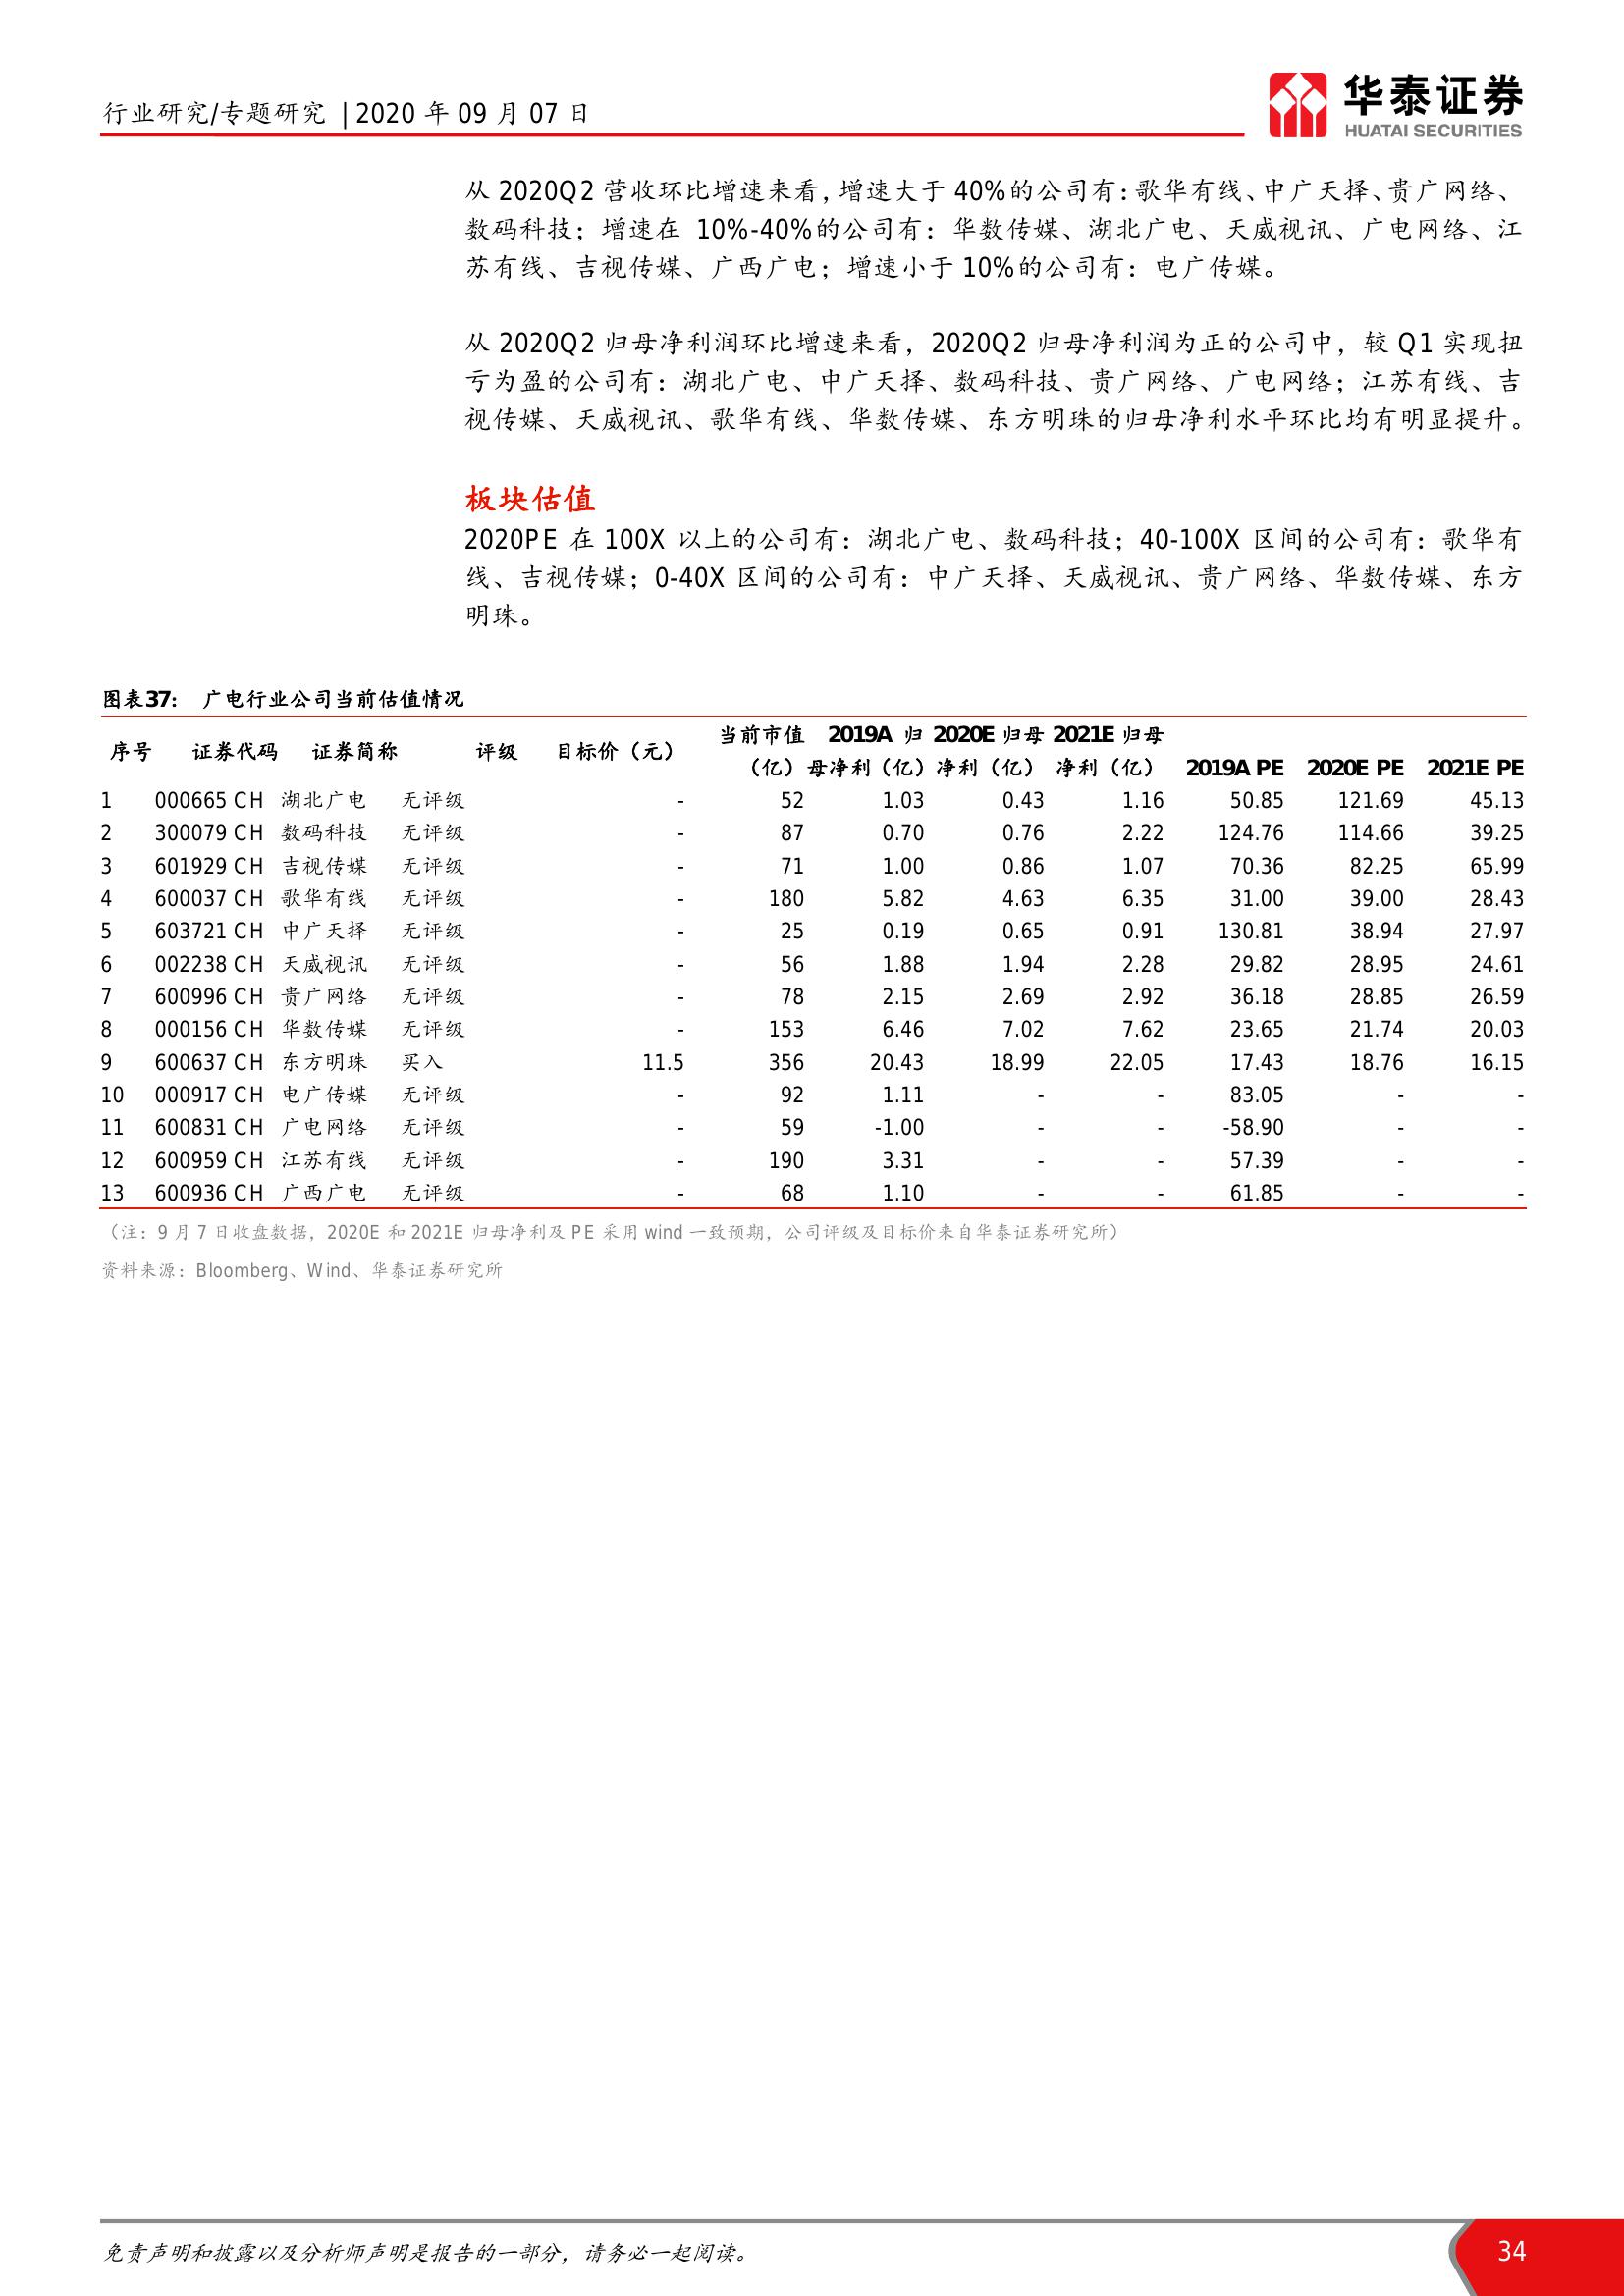 行业研究/专题研究 | 2020 年 09 月 07 日
华泰证券
HUATAI SECURITIES
从 2020Q2 营收环比增速来看，增速大于 40%的公司有：歌华有线、中广天择、贵广网络、
数码科技；增速在 10%-40%的公司有：华数传媒、湖北广电、天威视讯、广电网络、江
苏有线、吉视传媒、广西广电；增速小于 10%的公司有：电广传媒。
从 2020Q2 归母净利润环比增速来看，2020Q2 归母净利润为正的公司中，较 Q1 实现扭
亏为盈的公司有：湖北广电、中广天择、数码科技、贵广网络、广电网络；江苏有线、吉
视传媒、天威视讯、歌华有线、华数传媒、东方明珠的归母净利水平环比均有明显提升。
板块估值
2020PE 在 100X 以上的公司有：湖北广电、数码科技；40-100X 区间的公司有：歌华有
线、吉视传媒；0-40X 区间的公司有：中广天择、天威视讯、贵广网络、华数传媒、东方
明珠。
图表37： 广电行业公司当前估值情况
当前市值 2019A 归 2020E 归母 2021E 归母
序号 证券代码 证券简称 评级 目标价（元）
（亿） 母净利（亿） 净利（亿） 净利（亿） 2019A PE 2020E PE 2021E PE
1 000665 CH 湖北广电 无评级 - 52 1.03 0.43 1.16 50.85 121.69 45.13
2 300079 CH 数码科技 无评级 - 87 0.70 0.76 2.22 124.76 114.66 39.25
3 601929 CH 吉视传媒 无评级 - 71 1.00 0.86 1.07 70.36 82.25 65.99
4 600037 CH 歌华有线 无评级 - 180 5.82 4.63 6.35 31.00 39.00 28.43
5 603721 CH 中广天择 无评级 - 25 0.19 0.65 0.91 130.81 38.94 27.97
6 002238 CH 天威视讯 无评级 - 56 1.88 1.94 2.28 29.82 28.95 24.61
7 600996 CH 贵广网络 无评级 - 78 2.15 2.69 2.92 36.18 28.85 26.59
8 000156 CH 华数传媒 无评级 - 153 6.46 7.02 7.62 23.65 21.74 20.03
9 600637 CH 东方明珠 买入 11.5 356 20.43 18.99 22.05 17.43 18.76 16.15
10 000917 CH 电广传媒 无评级 - 92 1.11 - - 83.05 - -
11 600831 CH 广电网络 无评级 - 59 -1.00 - - -58.90 - -
12 600959 CH 江苏有线 无评级 - 190 3.31 - - 57.39 - -
13 600936 CH 广西广电 无评级 - 68 1.10 - - 61.85 - -
（注：9 月 7 日收盘数据，2020E 和 2021E 归母净利及 PE 采用 wind 一致预期，公司评级及目标价来自华泰证券研究所）
资料来源：Bloomberg、Wind、华泰证券研究所
免责声明和披露以及分析师声明是报告的一部分，请务必一起阅读。
34